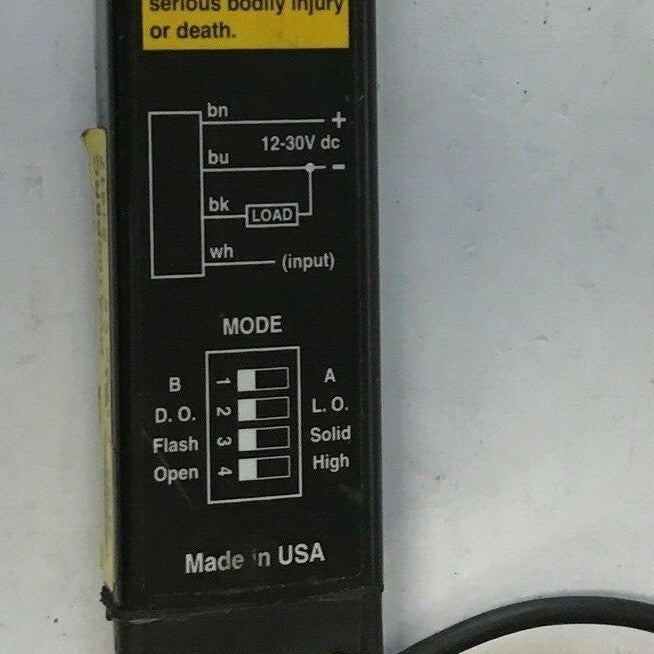 serious bodily injury
or death.
bn
+
12-30V dc
bu
-
bk
LOAD
wh
(input)
MODE
B 1 A
D. O. 2 L. O.
Flash 3 Solid
Open 4 High
Made in USA